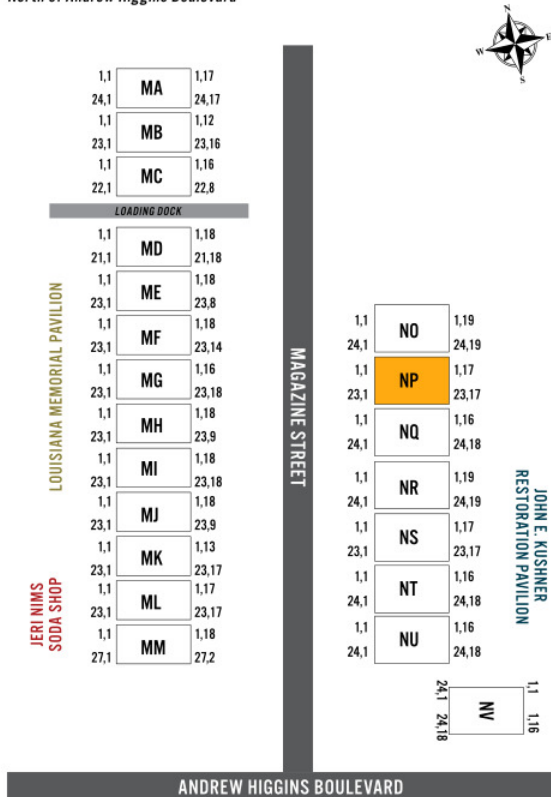 North of Andrew Higgins Boulevard
N
W E
S
1,1 MA 1,17
24,1 24,17
1,1 MB 1,12
23,1 23,16
1,1 MC 1,16
22,1 22,8
LOADING DOCK
1,1 MD 1,18
21,1 21,18
1,1 ME 1,18
23,1 23,8
1,1 MF 1,18
23,1 23,14
1,1 MG 1,16
23,1 23,18
1,1 MH 1,18
23,1 23,9
1,1 MI 1,18
23,1 23,18
1,1 MJ 1,18
23,1 23,9
1,1 MK 1,13
23,1 23,17
1,1 ML 1,17
23,1 23,17
1,1 MM 1,18
27,1 27,2
LOUISIANA MEMORIAL PAVILION
JERI NIMS
SODA SHOP
MAGAZINE STREET
1,1 NO 1,19
24,1 24,19
1,1 NP 1,17
23,1 23,17
1,1 NQ 1,16
24,1 24,18
1,1 NR 1,19
24,1 24,19
1,1 NS 1,17
23,1 23,17
1,1 NT 1,16
24,1 24,18
1,1 NU 1,16
24,1 24,18
JOHN E. KUSHNER
RESTORATION PAVILION
1,1 NV 1,16
24,1 24,18
ANDREW HIGGINS BOULEVARD